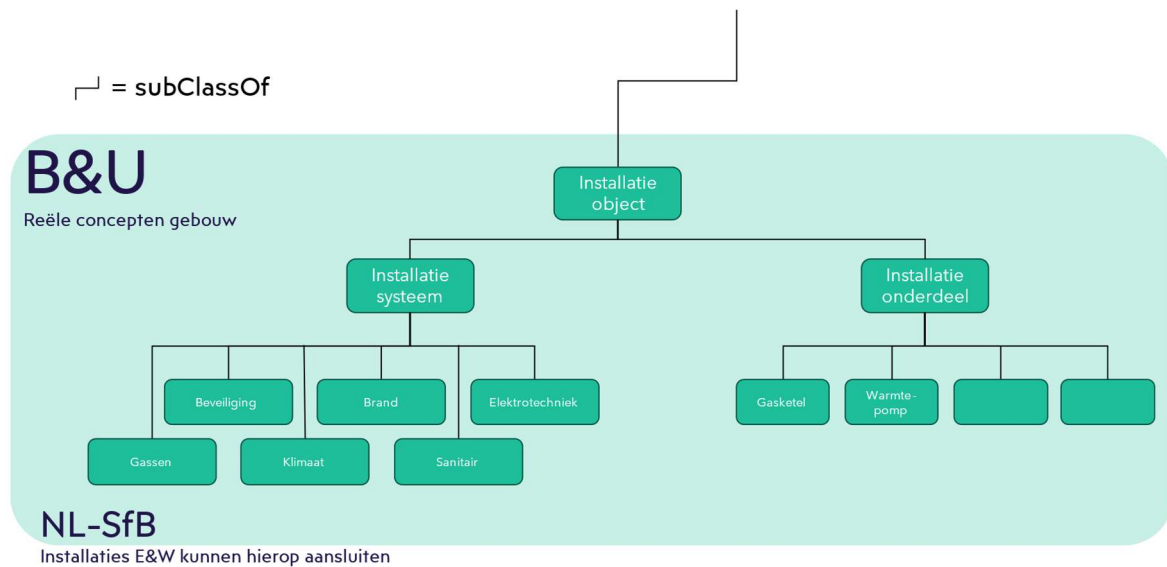 = subClassOf
B&U
Reële concepten gebouw
Installatie
object
Installatie
systeem
Installatie
onderdeel
Beveiliging
Brand
Elektrotechniek
Gasketel
Warmte-
pomp
Gassen
Klimaat
Sanitair
NL-SfB
Installaties E&W kunnen hierop aansluiten